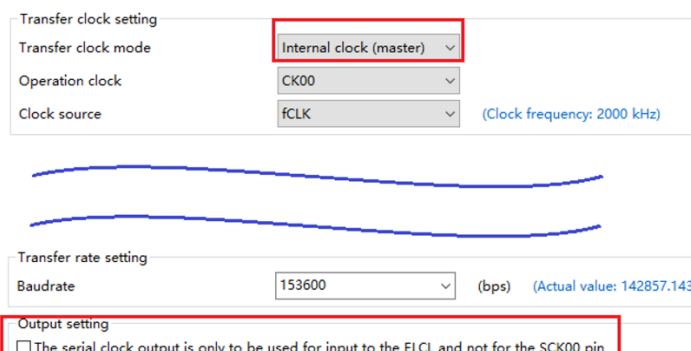 Transfer clock setting
Transfer clock mode Internal clock (master)
Operation clock CK00
Clock source fCLK (Clock frequency: 2000 kHz)
Transfer rate setting
Baudrate 153600 (bps) (Actual value: 142857.143
Output setting
The serial clock output is only to be used for input to the ELCL and not for the SCK00 pin